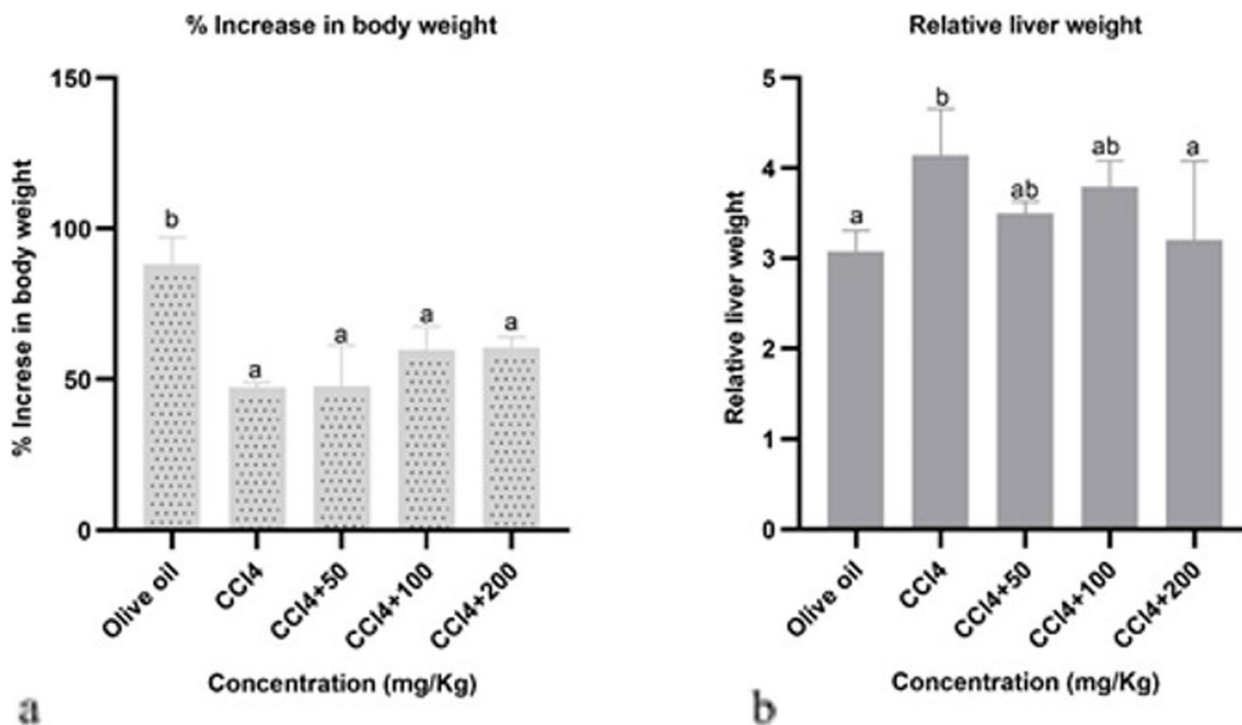 % Increase in body weight
% Increse in body weight
150
100
50
0
b
a
a
a
a
Olive oil
CCl4
CCl4+50
CCl4+100
CCl4+200
Concentration (mg/Kg)
a
Relative liver weight
Relative liver weight
5
4
3
2
1
0
a
b
ab
ab
a
Olive oil
CCl4
CCl4+50
CCl4+100
CCl4+200
Concentration (mg/Kg)
b